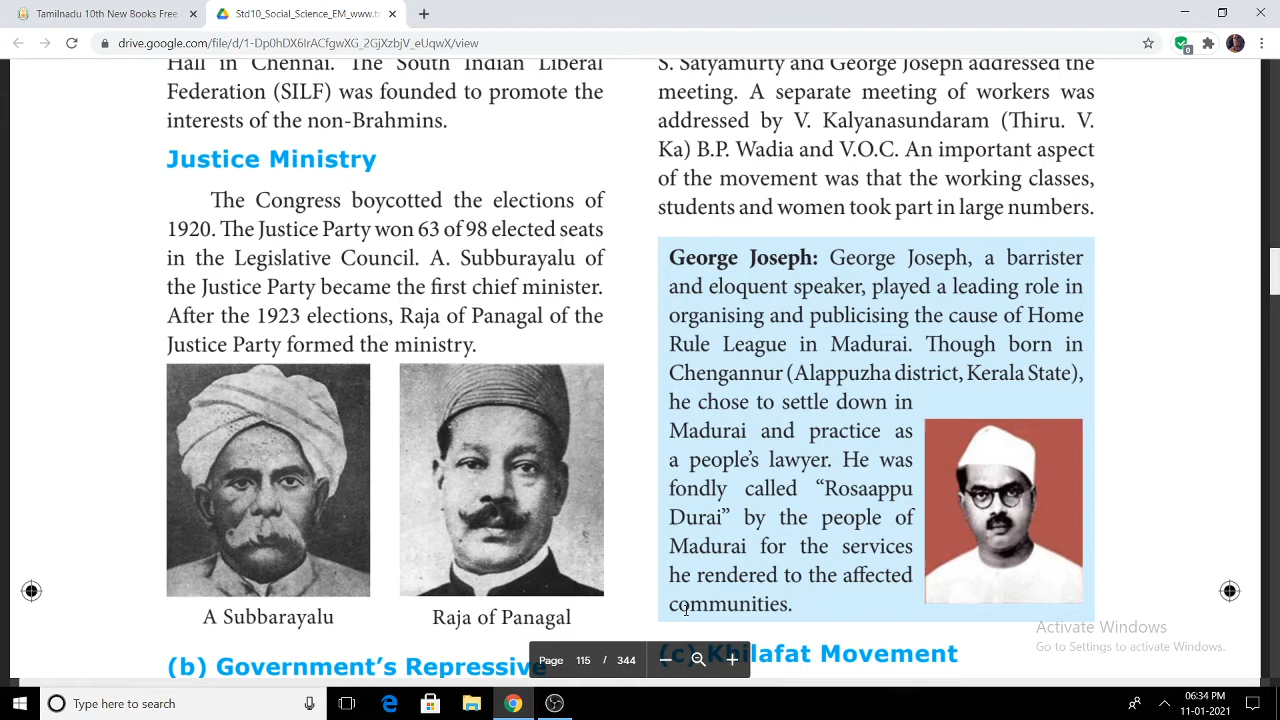 Tamilnadu 10th New Books Free
Std10_Social_Science_EM_www.t
drive.google.com/file/d/1-Dp0hDX6IrACfgwXG_2GjXzbjV_eUqwX/view
Hall in Chennai. The South Indian Liberal
Federation (SILF) was founded to promote the
interests of the non-Brahmins.
Justice Ministry
The Congress boycotted the elections of
1920. The Justice Party won 63 of 98 elected seats
in the Legislative Council. A. Subburayalu of
the Justice Party became the first chief minister.
After the 1923 elections, Raja of Panagal of the
Justice Party formed the ministry.
A Subbarayalu
Raja of Panagal
(b) Government's Repressive
S. Satyamurty and George Joseph addressed the
meeting. A separate meeting of workers was
addressed by V. Kalyanasundaram (Thiru. V.
Ka) B.P. Wadia and V.O.C. An important aspect
of the movement was that the working classes,
students and women took part in large numbers.
George Joseph: George Joseph, a barrister
and eloquent speaker, played a leading role in
organising and publicising the cause of Home
Rule League in Madurai. Though born in
Chengannur (Alappuzha district, Kerala State),
he chose to settle down in
Madurai and practice as
a people's lawyer. He was
fondly called "Rosaappu
Durai" by the people of
Madurai for the services
he rendered to the affected
communities.
(c) Khilafat Movement
Page 115 / 344
Activate Windows
Go to Settings to activate Windows.
Type here to search
06:34 PM
11-01-2021